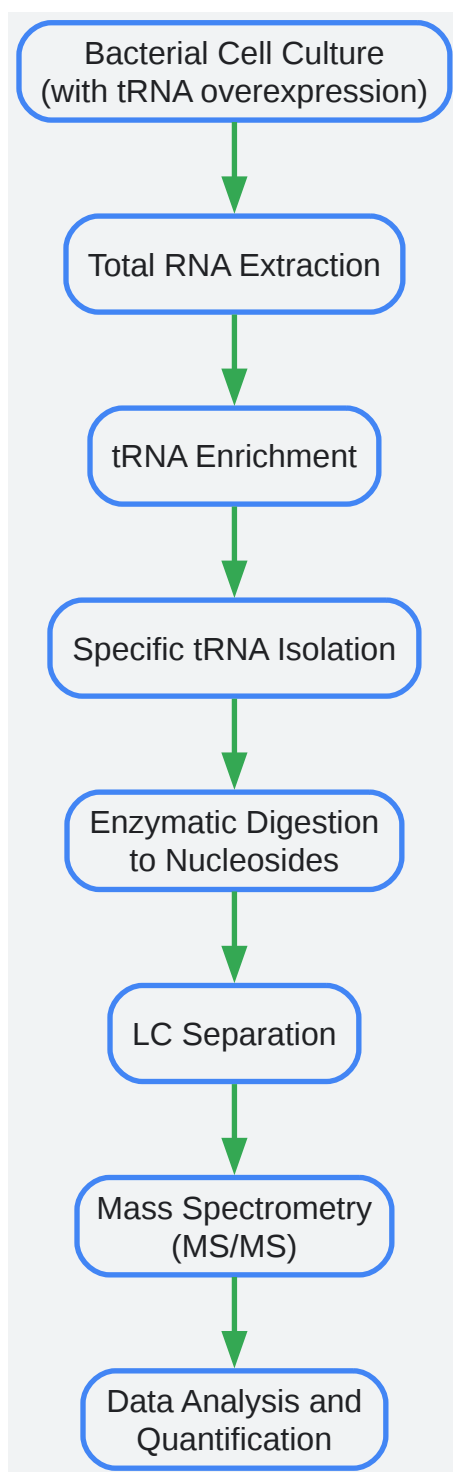 Bacterial Cell Culture
(with tRNA overexpression)
Total RNA Extraction
tRNA Enrichment
Specific tRNA Isolation
Enzymatic Digestion
to Nucleosides
LC Separation
Mass Spectrometry
(MS/MS)
Data Analysis and
Quantification